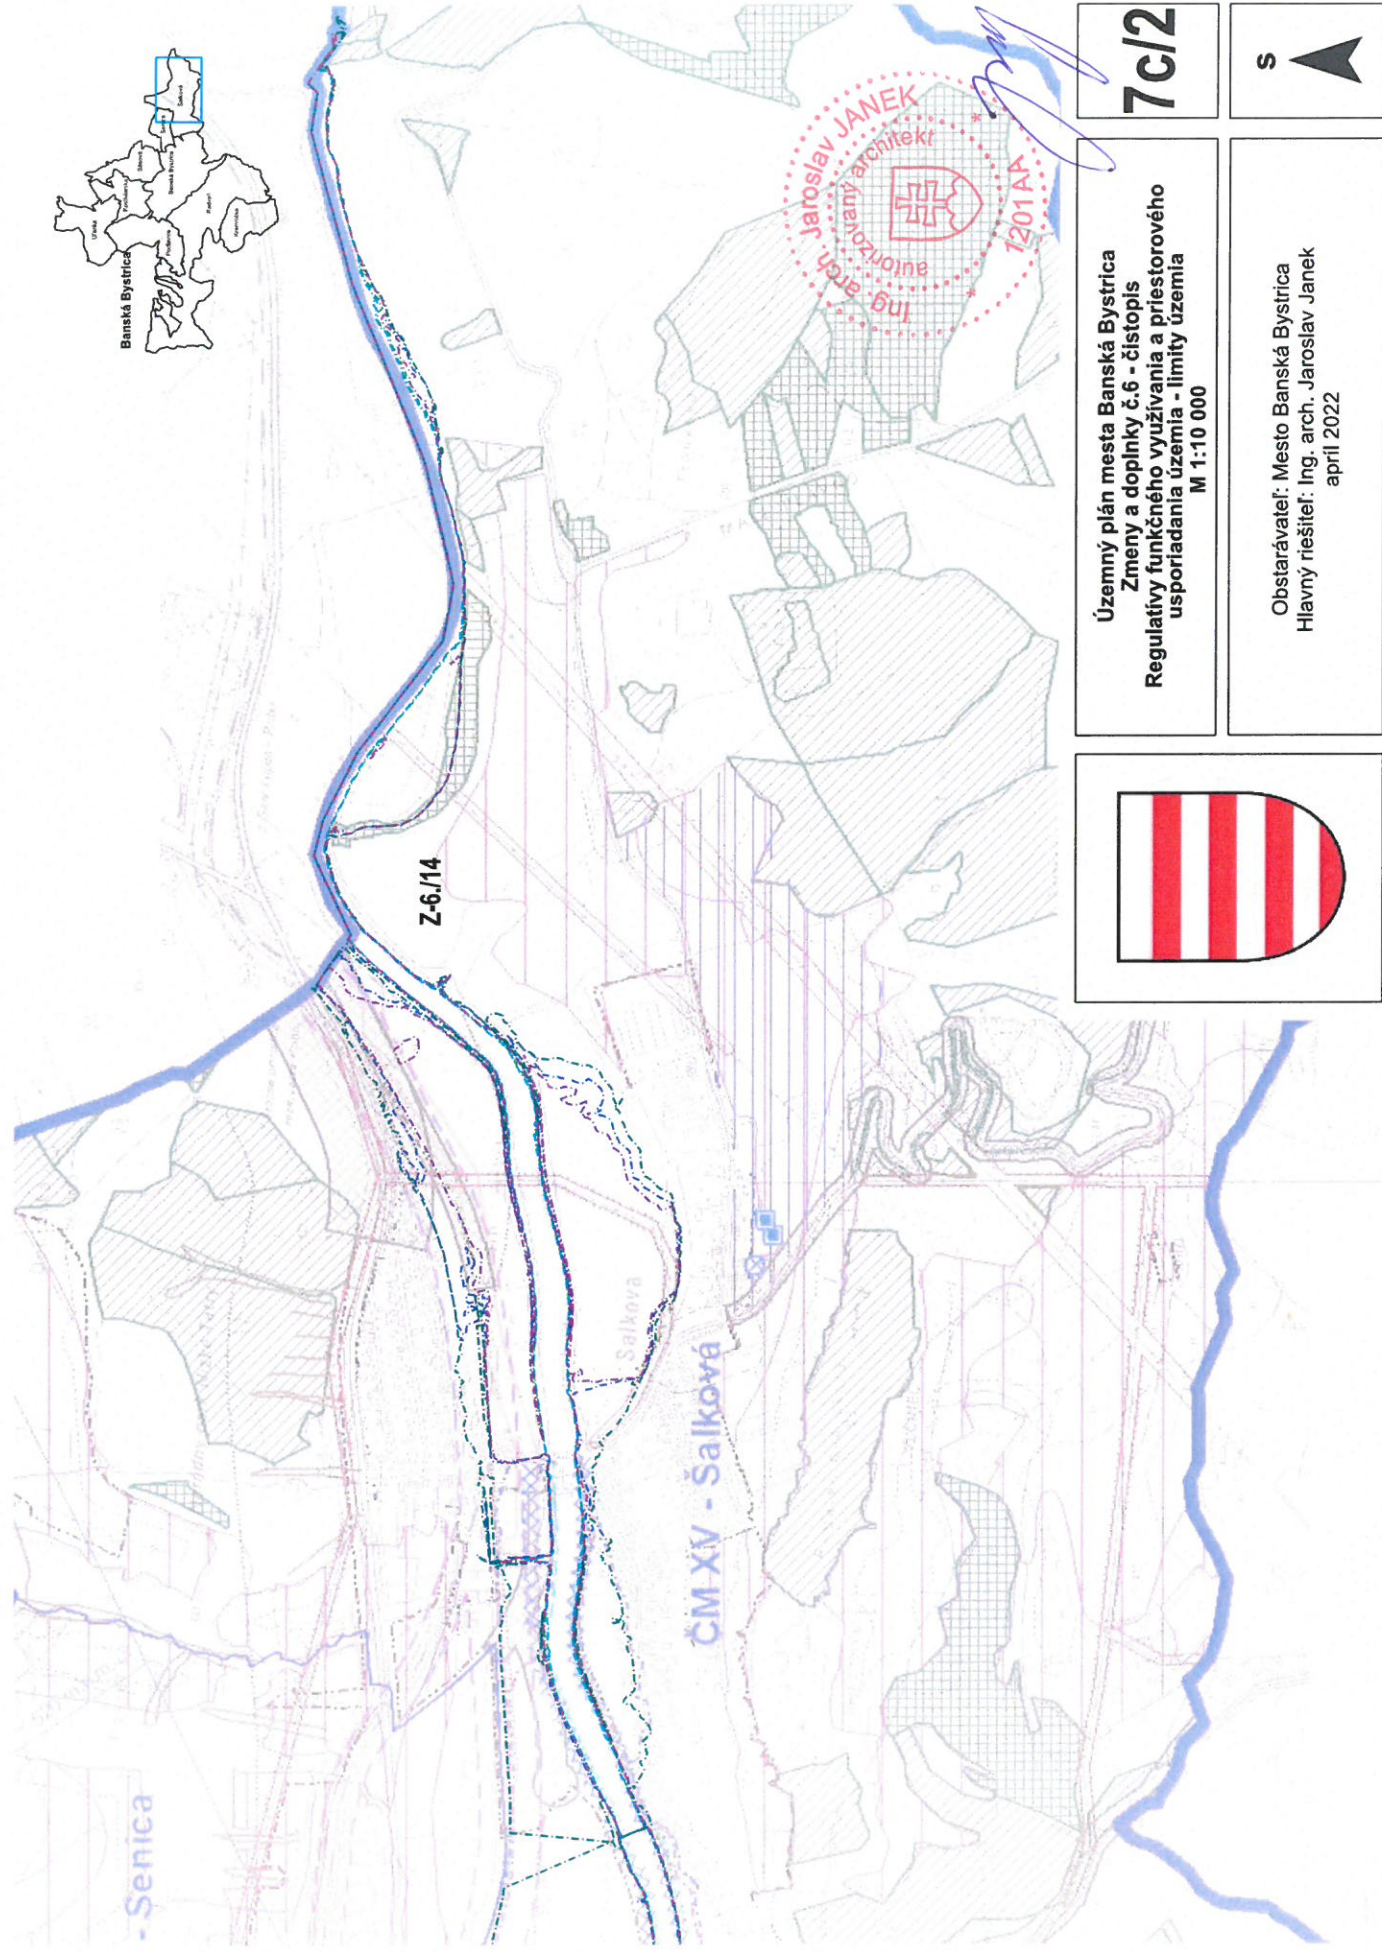 Banská Bystrica
- Senica
Z-6./14
Šalková
ČM XV - Šalková
Ing. arch. Jaroslav JANEK
autorizovaný architekt
* 1201 AA *
Územný plán mesta Banská Bystrica
Zmeny a doplnky č.6 - čistopis
Regulatívy funkčného využívania a priestorového
usporiadania územia - limity územia
M 1:10 000
7c/2
Obstarávateľ: Mesto Banská Bystrica
Hlavný riešiteľ: Ing. arch. Jaroslav Janek
apríl 2022
S